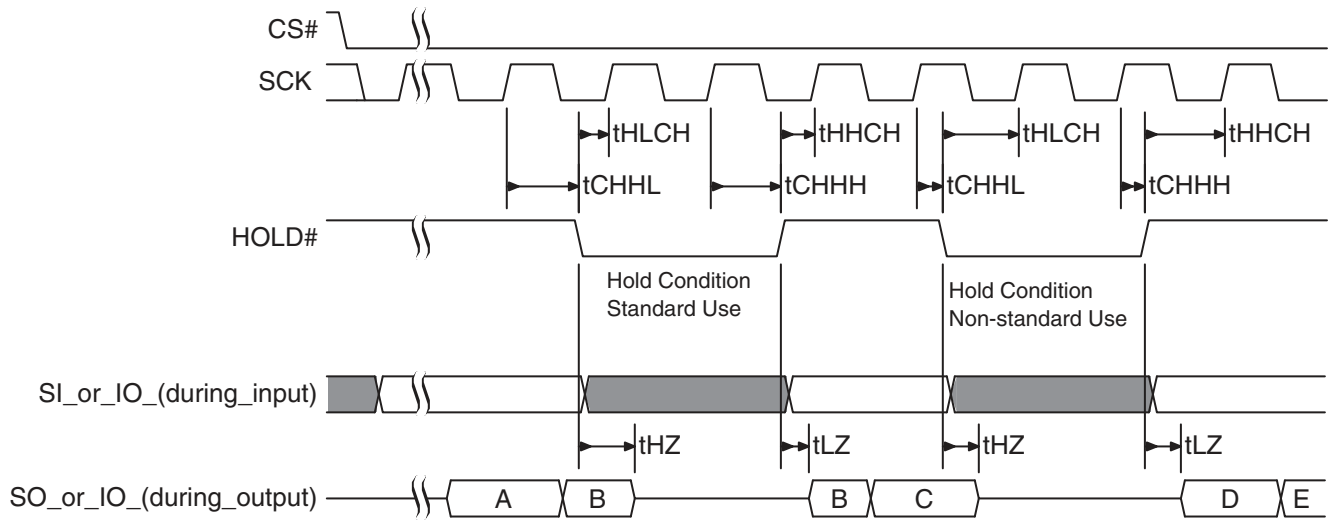 CS#
SCK
tHLCH tHHCH tHLCH tHHCH
tCHHL tCHHH tCHHL tCHHH
HOLD#
Hold Condition
Standard Use
Hold Condition
Non-standard Use
SI_or_IO_(during_input)
tHZ tLZ tHZ tLZ
SO_or_IO_(during_output) A B B C D E